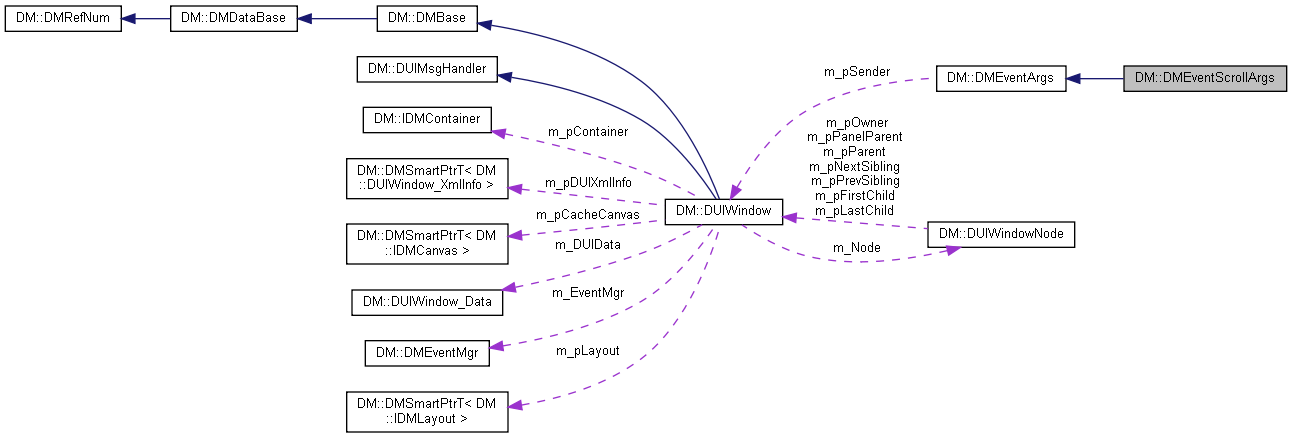 DM::DMRefNum
DM::DMDataBase
DM::DMBase
DM::DUIMsgHandler
DM::IDMContainer
DM::DMSmartPtrT< DM
::DUIWindow_XmlInfo >
DM::DMSmartPtrT< DM
::IDMCanvas >
DM::DUIWindow_Data
DM::DMEventMgr
DM::DMSmartPtrT< DM
::IDMLayout >
m_pContainer
m_pDUIXmlInfo
m_pCacheCanvas
m_DUIData
m_EventMgr
m_pLayout
DM::DUIWindow
m_pSender
m_pOwner
m_pPanelParent
m_pParent
m_pNextSibling
m_pPrevSibling
m_pFirstChild
m_pLastChild
m_Node
DM::DMEventArgs
DM::DUIWindowNode
DM::DMEventScrollArgs